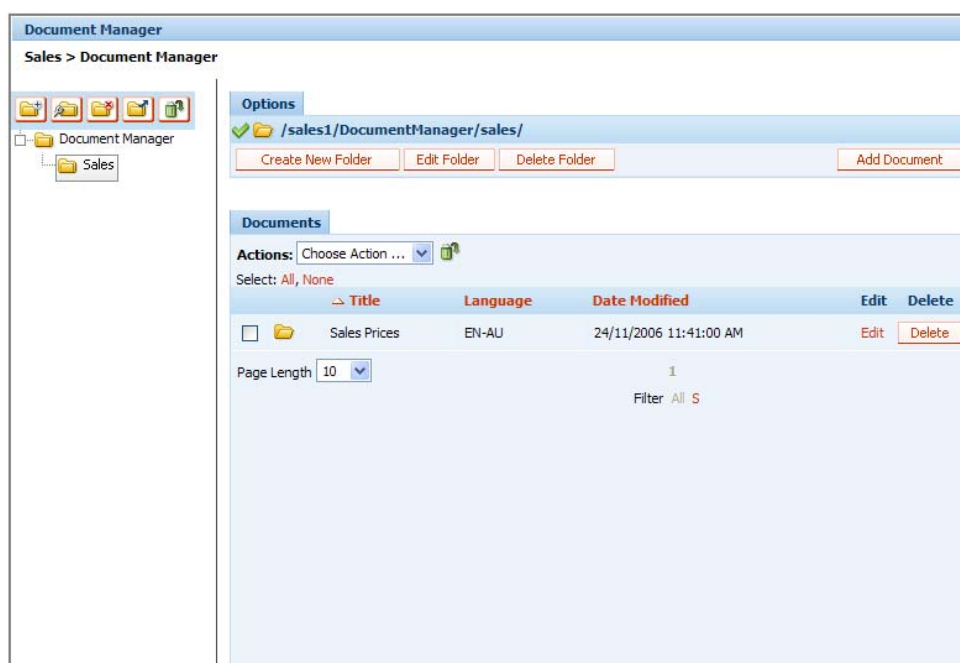 Document Manager
Sales > Document Manager
Options
/sales1/DocumentManager/sales/
Document Manager
Sales
Create New Folder Edit Folder Delete Folder Add Document
Documents
Actions: Choose Action ...
Select: All, None
Title Language Date Modified Edit Delete
Sales Prices EN-AU 24/11/2006 11:41:00 AM Edit Delete
Page Length 10 1
Filter All S